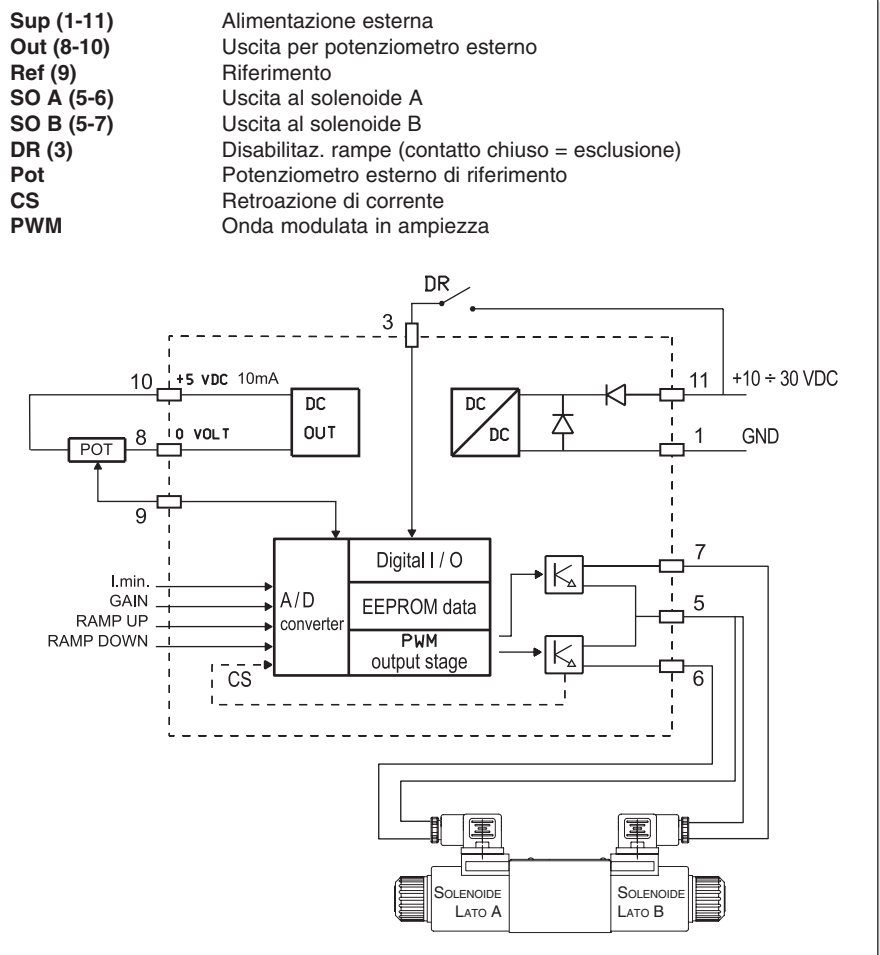 Sup (1-11) Alimentazione esterna
Out (8-10) Uscita per potenziometro esterno
Ref (9) Riferimento
SO A (5-6) Uscita al solenoide A
SO B (5-7) Uscita al solenoide B
DR (3) Disabilitaz. rampe (contatto chiuso = esclusione)
Pot Potenziometro esterno di riferimento
CS Retroazione di corrente
PWM Onda modulata in ampiezza
DR
3
10 +5 VDC 10mA
DC
OUT
DC
DC
11 +10 ÷ 30 VDC
POT 8 0 VOLT
1 GND
9
Digital I / O
7
I.min.
GAIN
RAMP UP
RAMP DOWN
A / D
converter
EEPROM data
5
PWM
output stage
CS
6
SOLENOIDE
LATO A
SOLENOIDE
LATO B